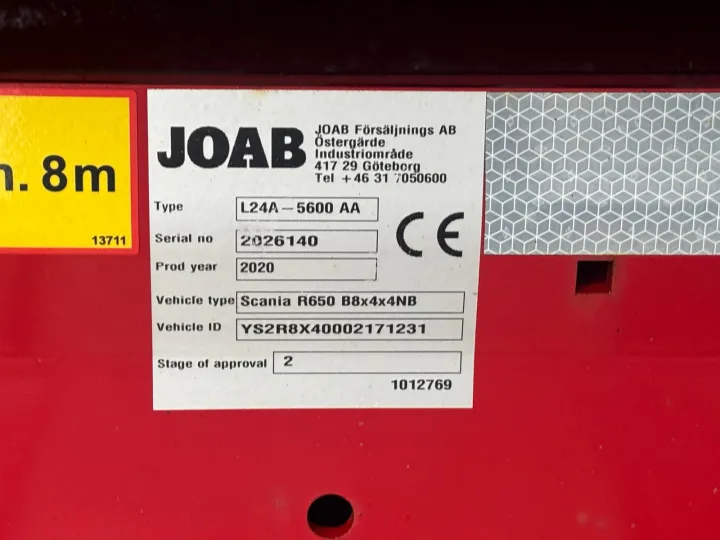 n. 8m
13711
JOAB
JOAB Försäljnings AB
Östergärde
Industriområde
417 29 Göteborg
Tel +46 31 7050600
Type L24A-5600 AA
Serial no 2026140
CE
Prod year 2020
Vehicle type Scania R650 B8x4x4NB
Vehicle ID YS2R8X40002171231
Stage of approval 2
1012769